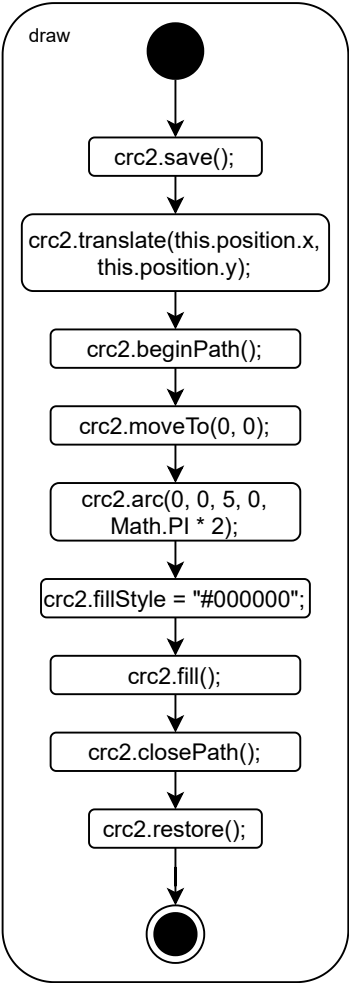 draw
crc2.save();
crc2.translate(this.position.x,
this.position.y);
crc2.beginPath();
crc2.moveTo(0, 0);
crc2.arc(0, 0, 5, 0,
Math.PI * 2);
crc2.fillStyle = "#000000";
crc2.fill();
crc2.closePath();
crc2.restore();